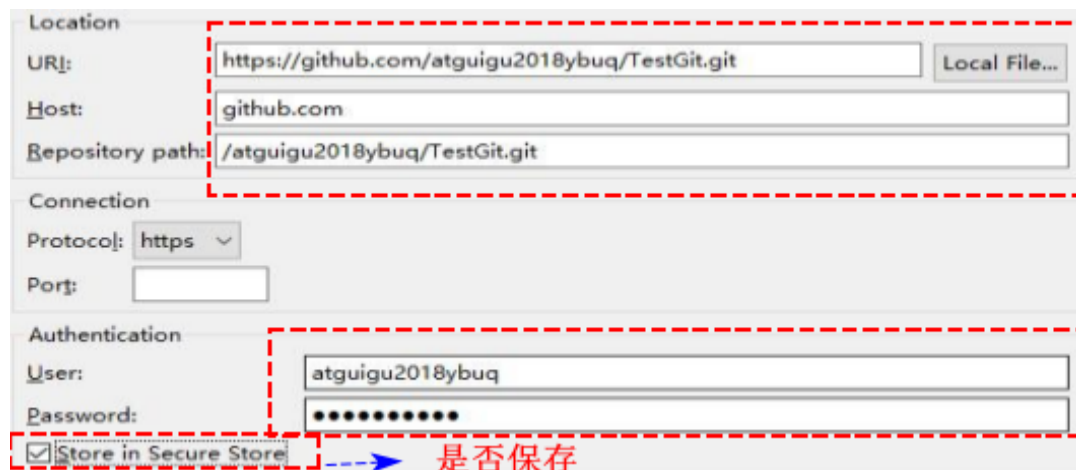 Location
URI: https://github.com/atguigu2018ybuq/TestGit.git Local File...
Host: github.com
Repository path: /atguigu2018ybuq/TestGit.git
Connection
Protocol: https
Port:
Authentication
User: atguigu2018ybuq
Password: ●●●●●●●●●●
Store in Secure Store 是否保存